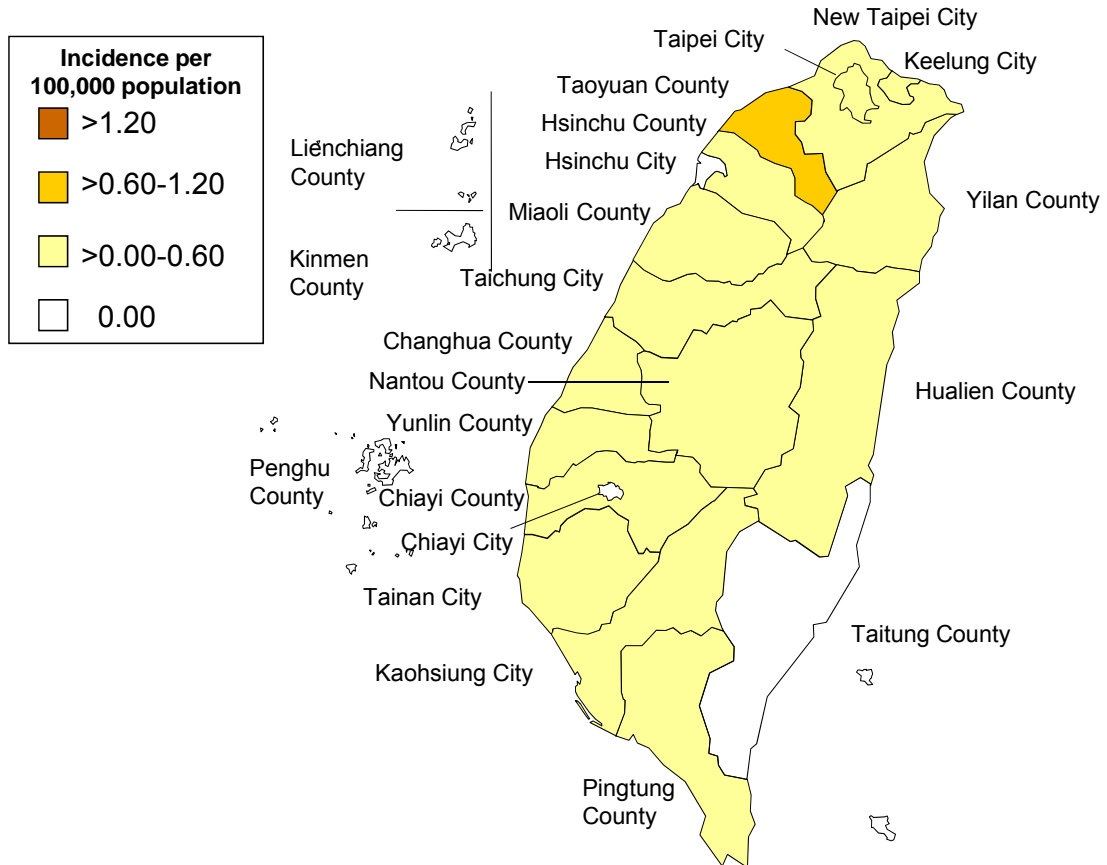 Incidence per
100,000 population
>1.20
>0.60-1.20
>0.00-0.60
0.00
New Taipei City
Taipei City
Keelung City
Taoyuan County
Hsinchu County
Hsinchu City
Lienchiang
County
Miaoli County
Yilan County
Kinmen
County
Taichung City
Changhua County
Nantou County
Hualien County
Yunlin County
Penghu
County
Chiayi County
Chiayi City
Tainan City
Taitung County
Kaohsiung City
Pingtung
County